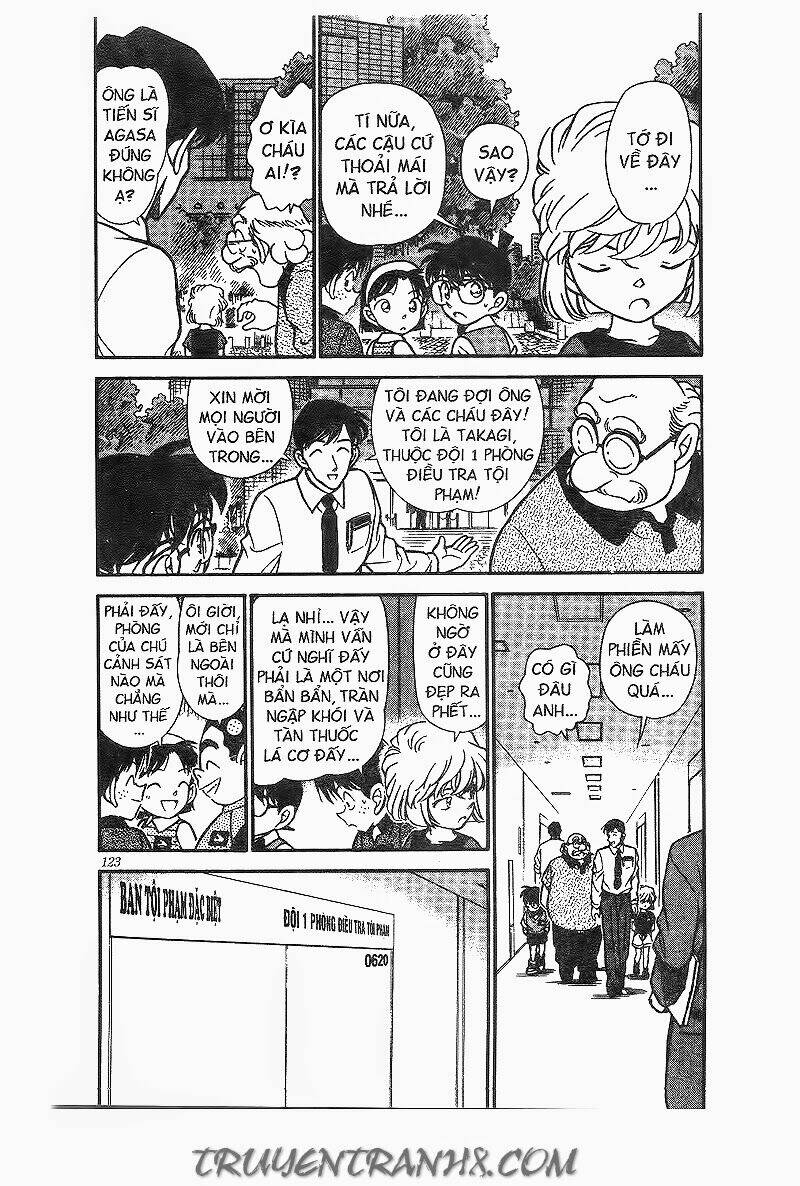 TỚ ĐI
VỀ ĐÂY
...
SAO
VẬY?
TÍ NỮA,
CÁC CẬU CỨ
THOẢI MÁI
MÀ TRẢ LỜI
NHÉ...
Ơ KÌA
CHÁU
AI!?
ÔNG LÀ
TIẾN SĨ
AGASA
ĐÚNG
KHÔNG
Ạ?
TÔI ĐANG ĐỢI ÔNG
VÀ CÁC CHÁU ĐÂY!
TÔI LÀ TAKAGI,
THUỘC ĐỘI 1 PHÒNG
ĐIỀU TRA TỘI
PHẠM!
XIN MỜI
MỌI NGƯỜI
VÀO BÊN
TRONG...
LÀM
PHIỀN MẤY
ÔNG CHÁU
QUÁ...
CÓ GÌ
ĐÂU
ANH...
KHÔNG
NGỜ
Ở ĐÂY
CŨNG
ĐẸP RA
PHẾT...
LẠ NHỈ... VẬY
MÀ MÌNH VẪN
CỨ NGHĨ ĐẤY
PHẢI LÀ MỘT NƠI
BẨN BẨN, TRÀN
NGẬP KHÓI VÀ
TÀN THUỐC
LÁ CƠ ĐẤY...
ÔI GIỜI,
MỚI CHỈ
LÀ BÊN
NGOÀI
THÔI
MÀ...
PHẢI ĐẤY,
PHÒNG
CỦA CHÚ
CẢNH SÁT
NÀO MÀ
CHẲNG
NHƯ THẾ
...
123
BAN TỘI PHẠM ĐẶC BIỆT
ĐỘI 1 PHÒNG ĐIỀU TRA TỘI PHẠM
0620
TRUYENTRANH8.COM